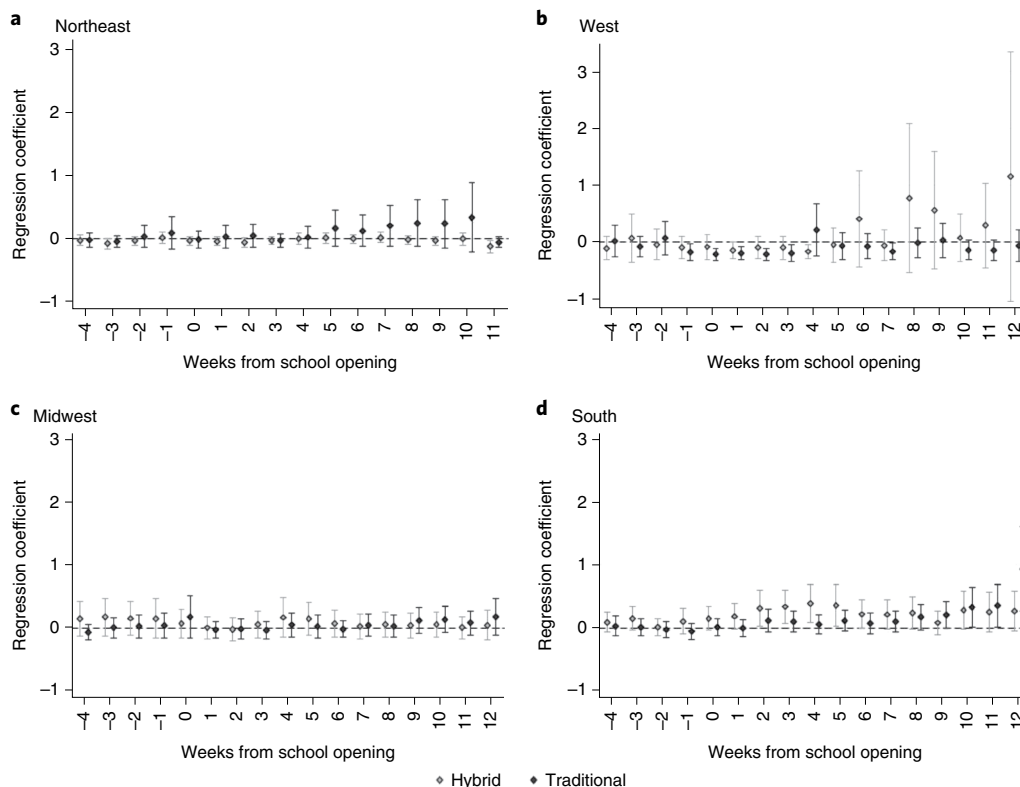 a Northeast
3
2
1
0
–1
Regression coefficient
–4 –3 –2 –1 0 1 2 3 4 5 6 7 8 9 10 11
Weeks from school opening
b West
3
2
1
0
–1
Regression coefficient
–4 –3 –2 –1 0 1 2 3 4 5 6 7 8 9 10 11 12
Weeks from school opening
c Midwest
3
2
1
0
–1
Regression coefficient
–4 –3 –2 –1 0 1 2 3 4 5 6 7 8 9 10 11 12
Weeks from school opening
d South
3
2
1
0
–1
Regression coefficient
–4 –3 –2 –1 0 1 2 3 4 5 6 7 8 9 10 11 12
Weeks from school opening
Hybrid Traditional